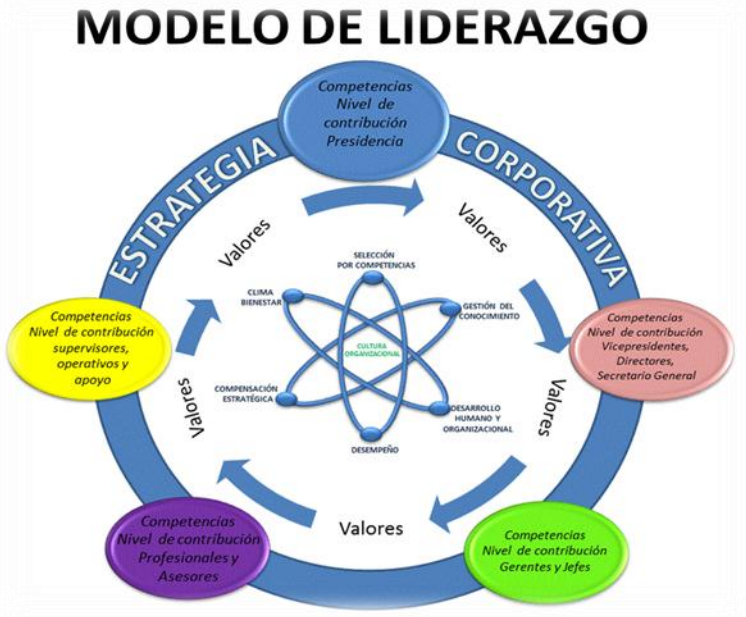 MODELO DE LIDERAZGO
Competencias
Nivel de
contribución
Presidencia
ESTRATEGIA
CORPORATIVA
Valores
Valores
SELECCIÓN
POR COMPETENCIAS
CLIMA
BIENESTAR
GESTIÓN DEL
CONOCIMIENTO
Competencias
Nivel de contribución
supervisores,
operativos y
apoyo
Competencias
Nivel de contribución
Vicepresidentes,
Directores,
Secretario General
CULTURA
ORGANIZACIONAL
COMPENSACIÓN
ESTRATÉGICA
DESARROLLO
HUMANO Y
ORGANIZACIONAL
Valores
Valores
DESEMPEÑO
Valores
Competencias
Nivel de contribución
Profesionales y
Asesores
Competencias
Nivel de contribución
Gerentes y Jefes